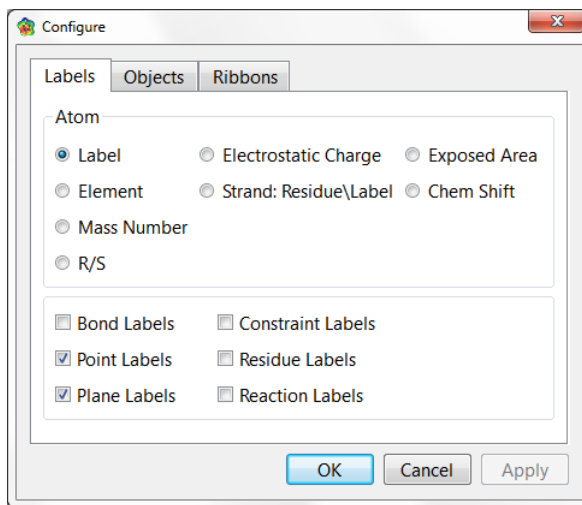 Configure
Labels Objects Ribbons
Atom
Label Electrostatic Charge Exposed Area
Element Strand: Residue\Label Chem Shift
Mass Number
R/S
Bond Labels Constraint Labels
Point Labels Residue Labels
Plane Labels Reaction Labels
OK Cancel Apply